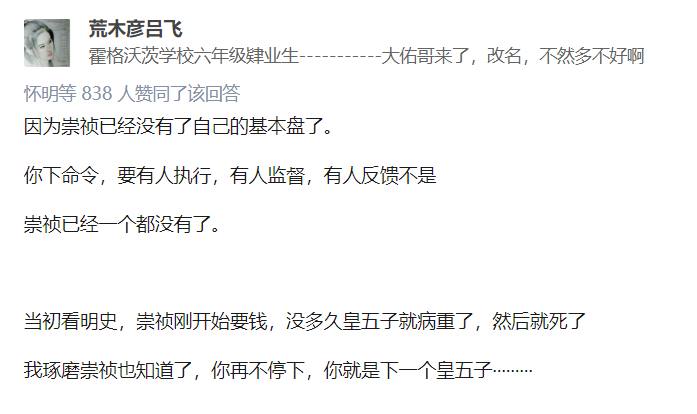 荒木彦吕飞
霍格沃茨学校六年级肄业生-----------大佑哥来了，改名，不然多不好啊
怀明等 838 人赞同了该回答
因为崇祯已经没有了自己的基本盘了。
你下命令，要有人执行，有人监督，有人反馈不是
崇祯已经一个都没有了。
当初看明史，崇祯刚开始要钱，没多久皇五子就病重了，然后就死了
我琢磨崇祯也知道了，你再不停下，你就是下一个皇五子·········